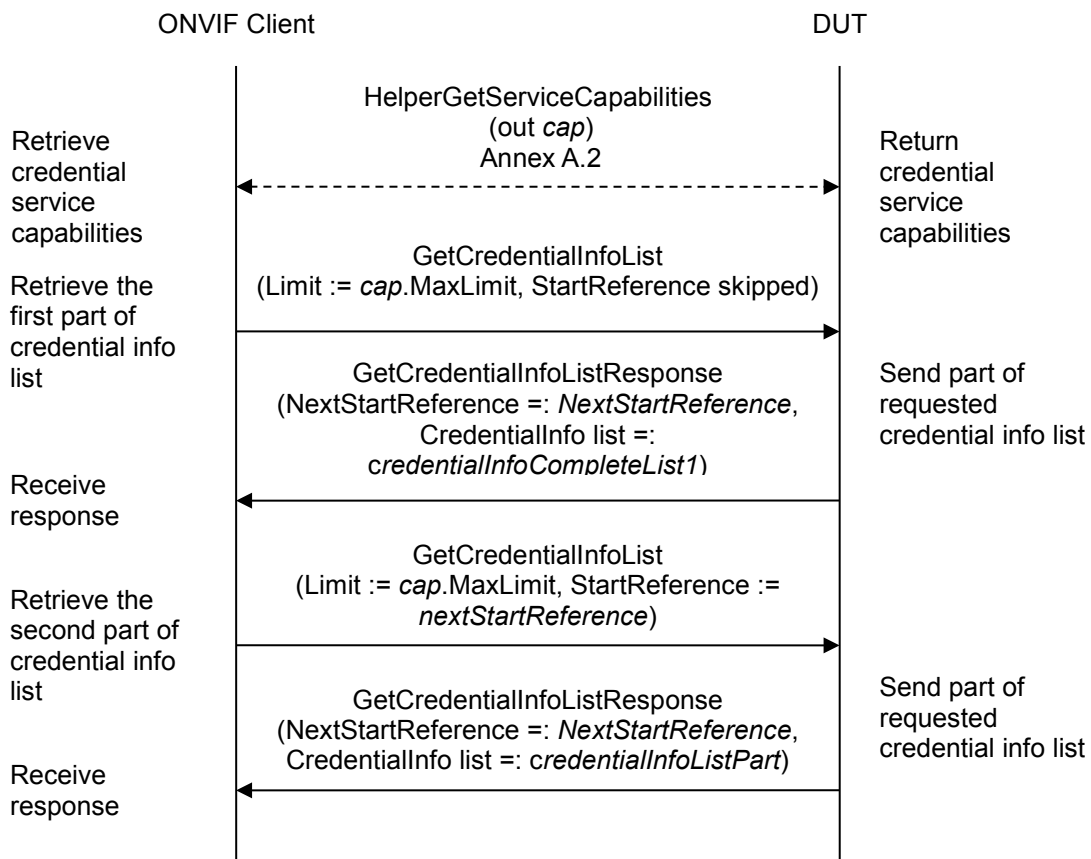 ONVIF Client
DUT
HelperGetServiceCapabilities
(out cap)
Annex A.2
Retrieve
credential
service
capabilities
Return
credential
service
capabilities
GetCredentialInfoList
(Limit := cap.MaxLimit, StartReference skipped)
Retrieve the
first part of
credential info
list
GetCredentialInfoListResponse
(NextStartReference =: NextStartReference,
CredentialInfo list =:
credentialInfoCompleteList1)
Send part of
requested
credential info list
Receive
response
GetCredentialInfoList
(Limit := cap.MaxLimit, StartReference :=
nextStartReference)
Retrieve the
second part of
credential info
list
GetCredentialInfoListResponse
(NextStartReference =: NextStartReference,
CredentialInfo list =: credentialInfoListPart)
Send part of
requested
credential info list
Receive
response